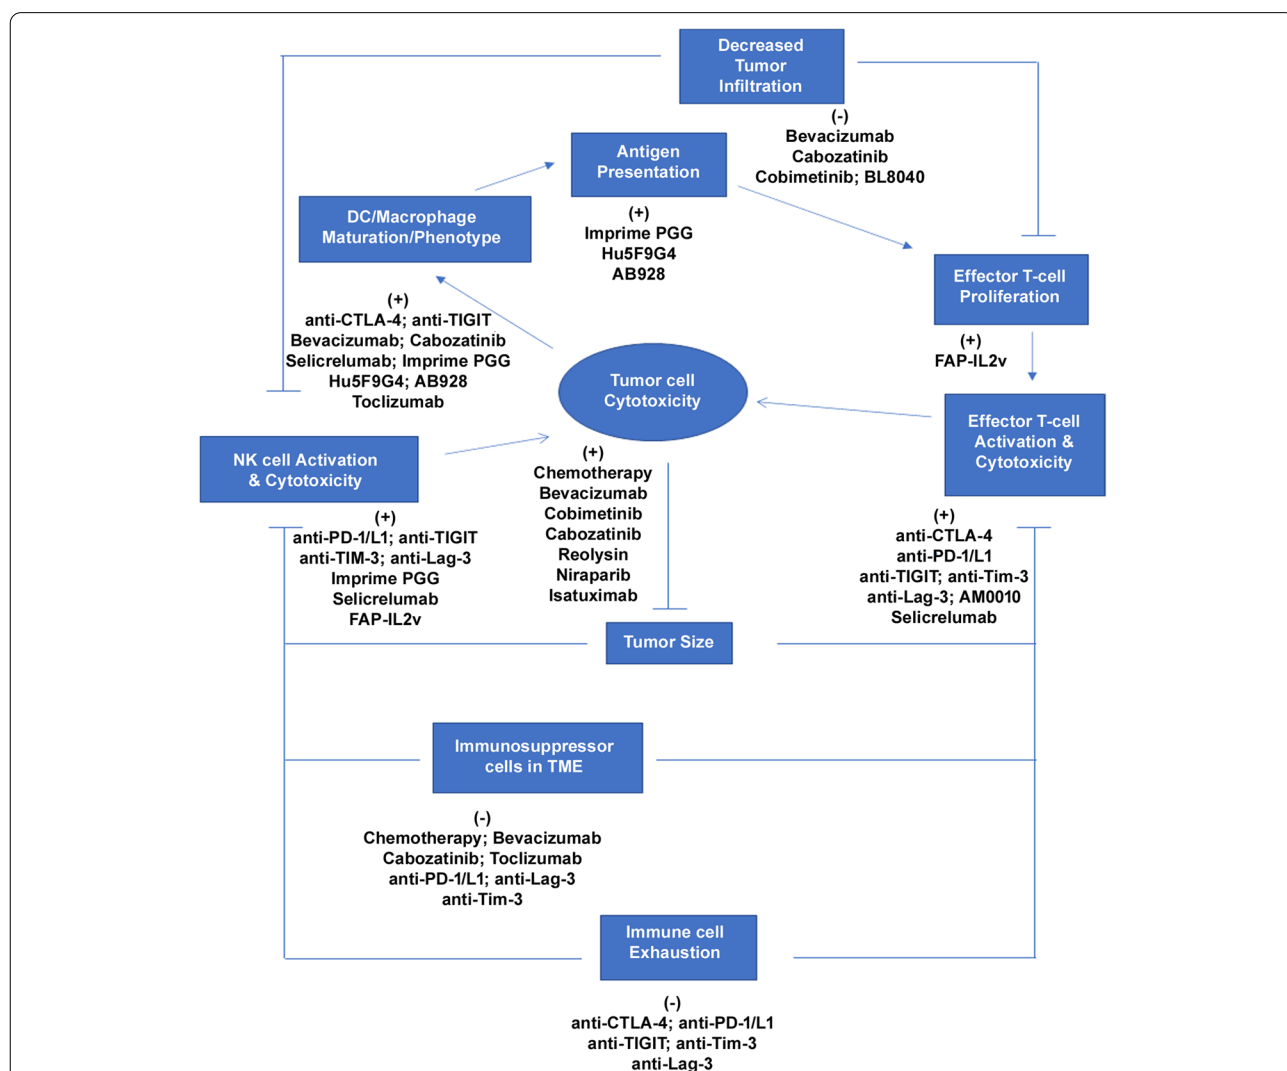 Decreased
Tumor
Infiltration
(-)
Bevacizumab
Cabozatinib
Cobimetinib; BL8040
Antigen
Presentation
(+)
Imprime PGG
Hu5F9G4
AB928
DC/Macrophage
Maturation/Phenotype
(+)
anti-CTLA-4; anti-TIGIT
Bevacizumab; Cabozatinib
Selicrelumab; Imprime PGG
Hu5F9G4; AB928
Toclizumab
Effector T-cell
Proliferation
(+)
FAP-IL2v
Tumor cell
Cytotoxicity
(+)
Chemotherapy
Bevacizumab
Cobimetinib
Cabozatinib
Reolysin
Niraparib
Isatuximab
Effector T-cell
Activation &
Cytotoxicity
(+)
anti-CTLA-4
anti-PD-1/L1
anti-TIGIT; anti-Tim-3
anti-Lag-3; AM0010
Selicrelumab
NK cell Activation
& Cytotoxicity
(+)
anti-PD-1/L1; anti-TIGIT
anti-TIM-3; anti-Lag-3
Imprime PGG
Selicrelumab
FAP-IL2v
Tumor Size
Immunosuppressor
cells in TME
(-)
Chemotherapy; Bevacizumab
Cabozatinib; Toclizumab
anti-PD-1/L1; anti-Lag-3
anti-Tim-3
Immune cell
Exhaustion
(-)
anti-CTLA-4; anti-PD-1/L1
anti-TIGIT; anti-Tim-3
anti-Lag-3